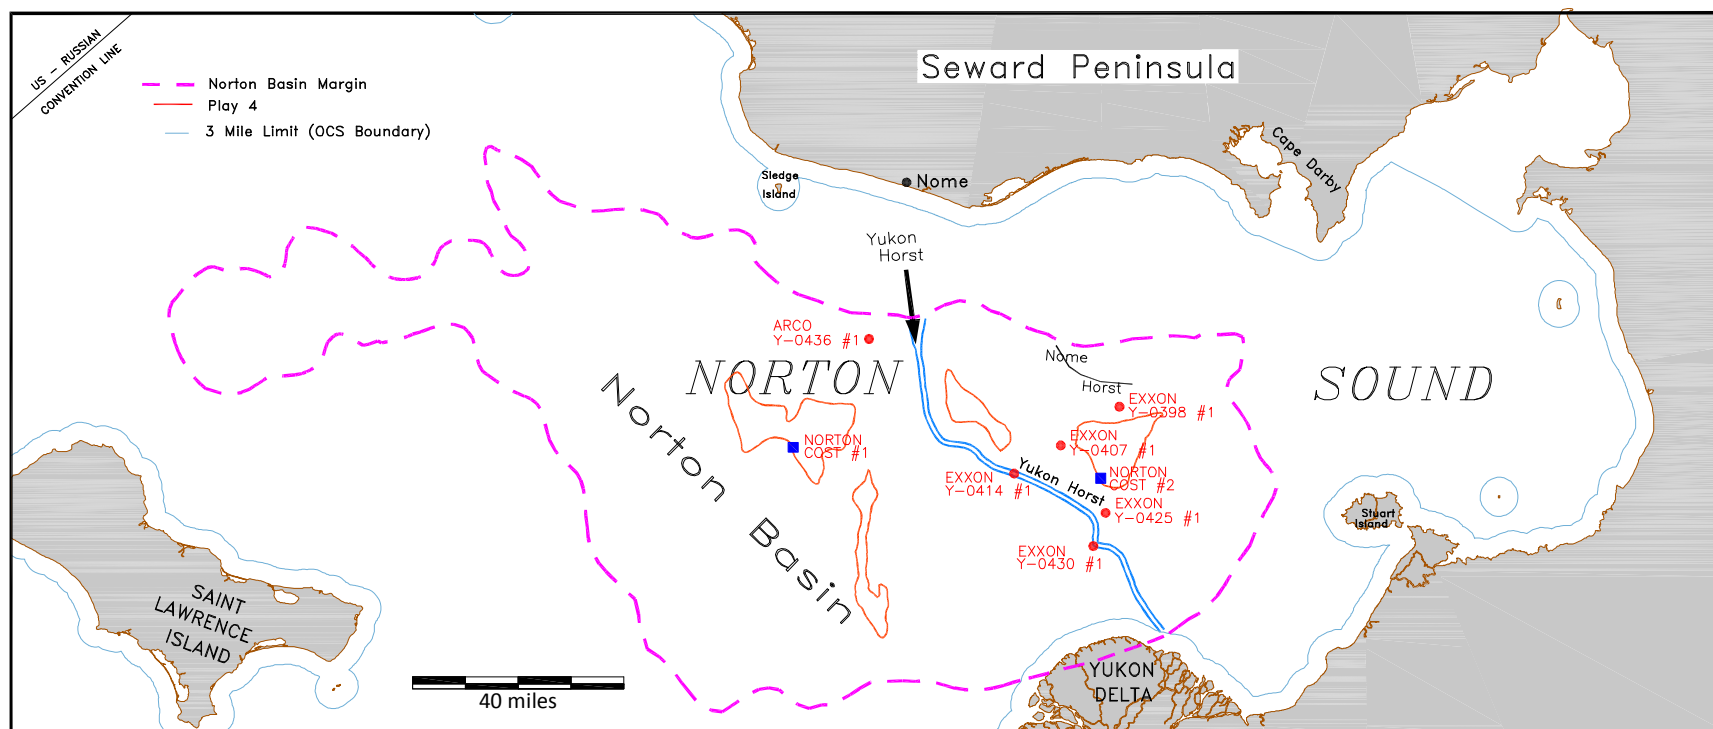 US - RUSSIAN
CONVENTION LINE
Norton Basin Margin
Play 4
3 Mile Limit (OCS Boundary)
Seward Peninsula
Cape Darby
Sledge
Island
Nome
Yukon
Horst
ARCO
Y-0436 #1
NORTON
SOUND
Nome
Horst
EXXON
Y-0398 #1
EXXON
Y-0407 #1
NORTON
COST #1
NORTON
COST #2
EXXON
Y-0414 #1
Yukon Horst
EXXON
Y-0425 #1
EXXON
Y-0430 #1
Norton Basin
Stuart
Island
SAINT
LAWRENCE
ISLAND
40 miles
YUKON
DELTA